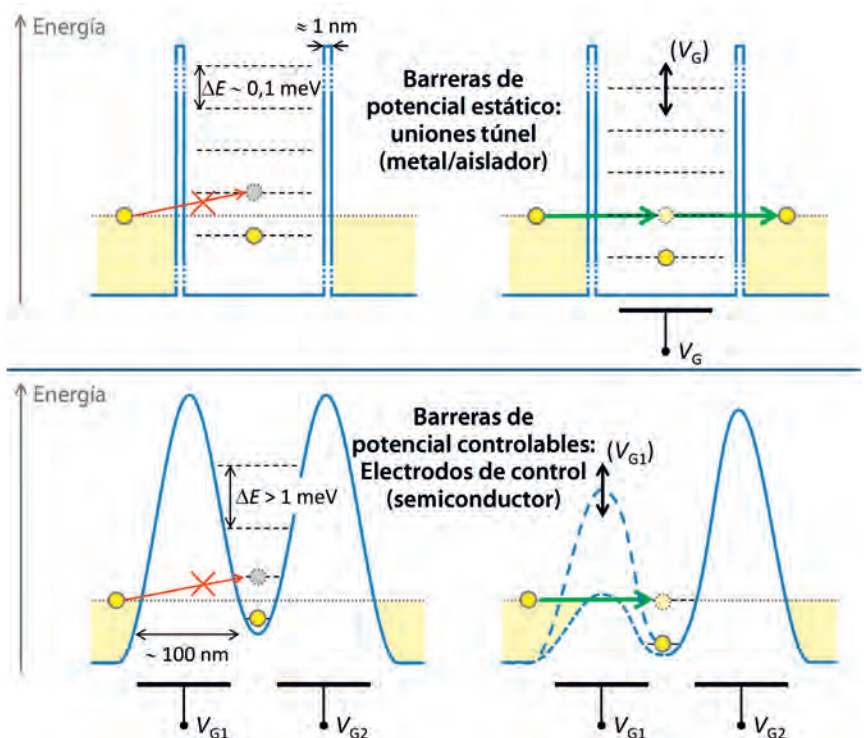 Energía
≈ 1 nm
ΔE ~ 0,1 meV
Barreras de
potencial estático:
uniones túnel
(metal/aislador)
(VG)
VG
Energía
ΔE > 1 meV
~ 100 nm
Barreras de
potencial controlables:
Electrodos de control
(semiconductor)
(VG1)
VG1
VG2
VG1
VG2